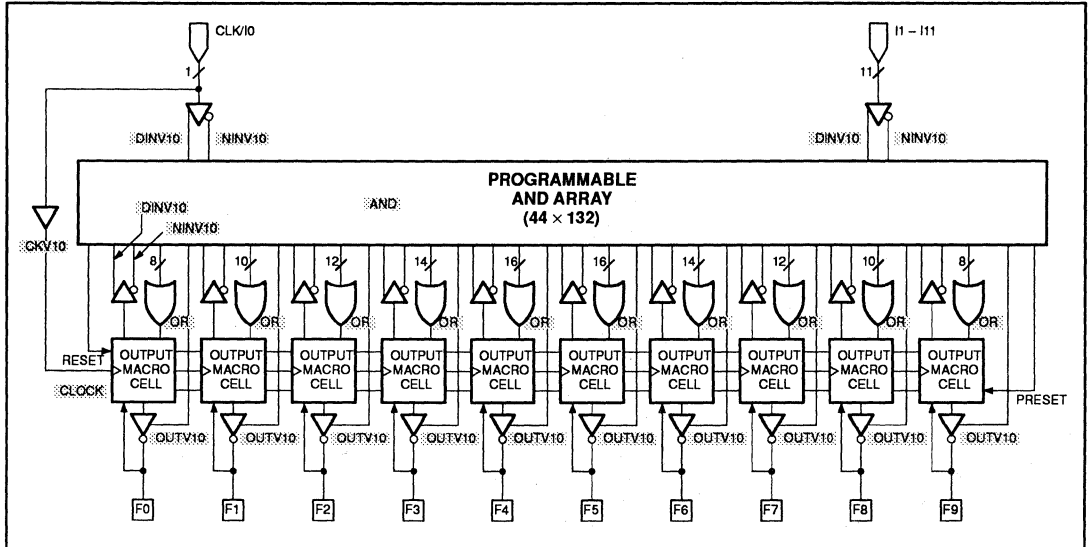 CLK/I0
I1 – I11
1
11
DINV10
NINV10
DINV10
NINV10
PROGRAMMABLE
AND ARRAY
(44 × 132)
AND
DINV10
NINV10
CKV10
8
10
12
14
16
16
14
12
10
8
OR
OR
OR
OR
OR
OR
OR
OR
OR
OR
RESET
OUTPUT
MACRO
CELL
OUTPUT
MACRO
CELL
OUTPUT
MACRO
CELL
OUTPUT
MACRO
CELL
OUTPUT
MACRO
CELL
OUTPUT
MACRO
CELL
OUTPUT
MACRO
CELL
OUTPUT
MACRO
CELL
OUTPUT
MACRO
CELL
OUTPUT
MACRO
CELL
CLOCK
PRESET
OUTV10
OUTV10
OUTV10
OUTV10
OUTV10
OUTV10
OUTV10
OUTV10
OUTV10
OUTV10
F0
F1
F2
F3
F4
F5
F6
F7
F8
F9